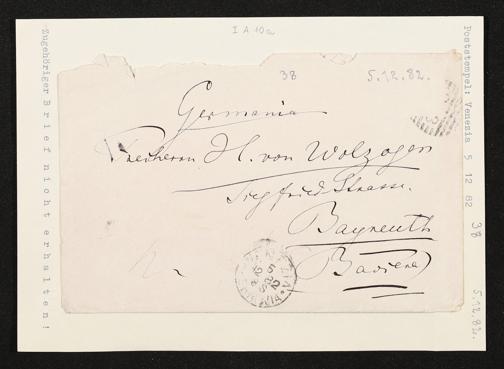 I A 10a
38
5.12.82.
Germania
Freiherrn H. von Wolzogen
Siegfried Strasse.
Bayreuth
(Baviera)
Zugehöriger Brief nicht erhalten!
Poststempel: Venezia 5 12 82
38
5.12.82.